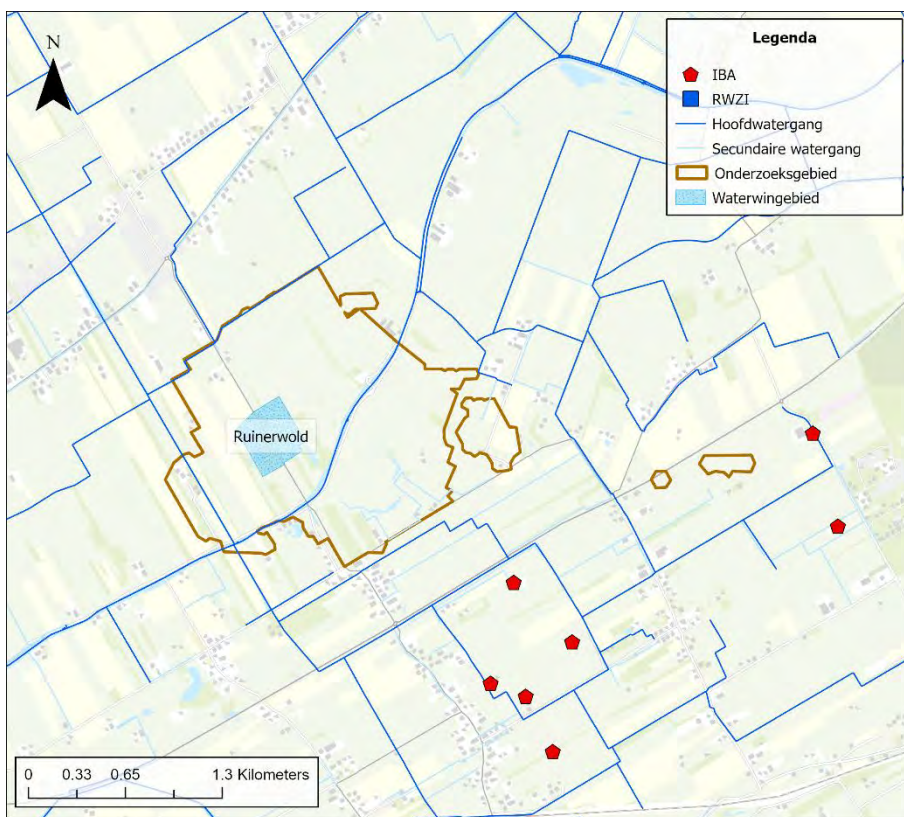 N
Legenda
IBA
RWZI
Hoofdwatergang
Secundaire watergang
Onderzoeksgebied
Waterwingebied
Ruinerwold
0 0.33 0.65 1.3 Kilometers